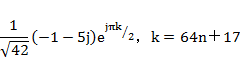 1/√42 (−1 − 5j)e^(jπk/2), k = 64n + 17